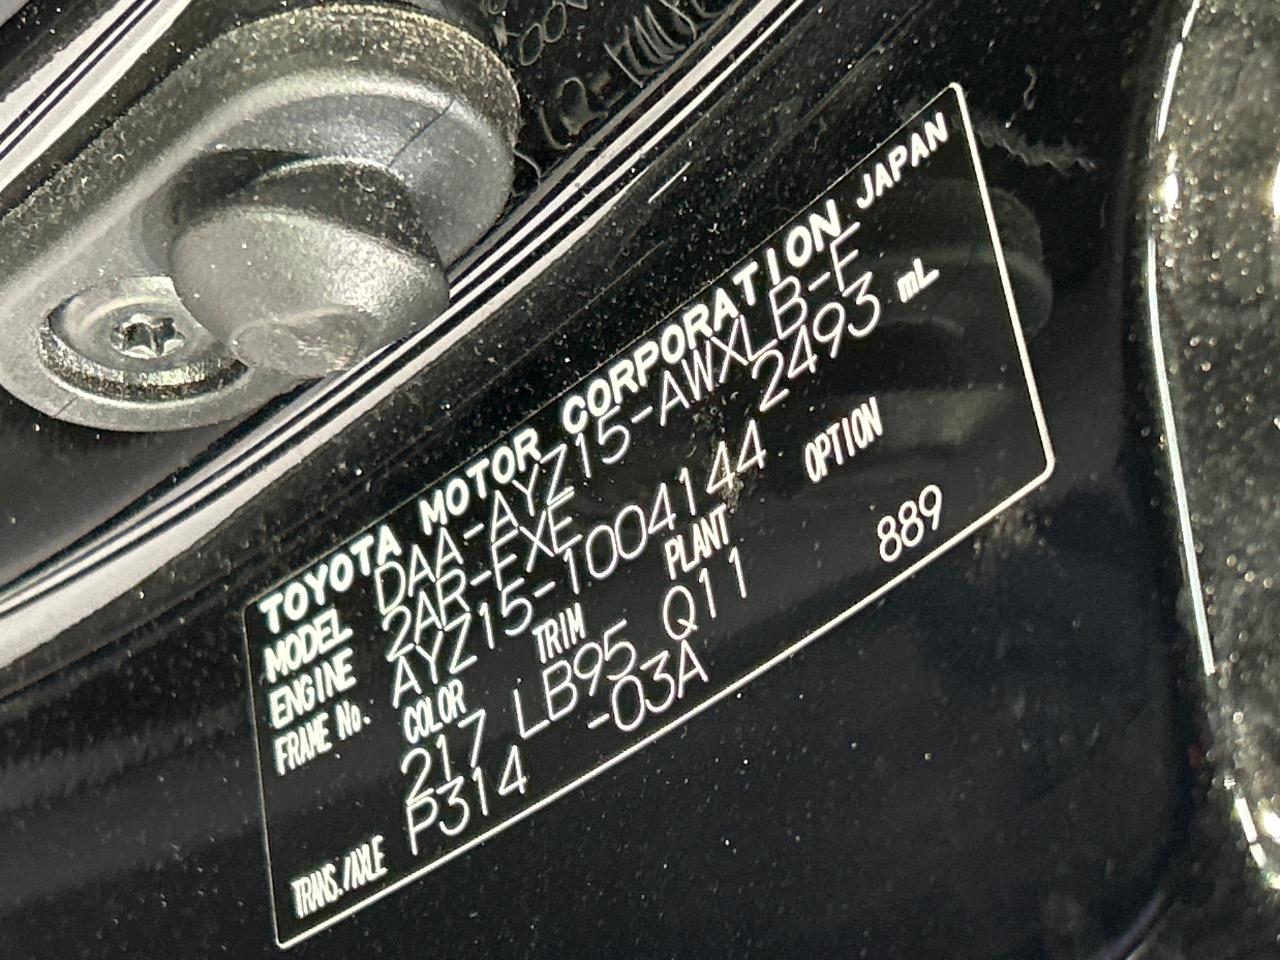 TOYOTA MOTOR CORPORATION JAPAN
MODEL DAA-AYZ15-AWXLB-E
ENGINE 2AR-FXE 2493 mL
FRAME No. AYZ15-1004144
COLOR TRIM PLANT OPTION
217 LB95 Q11 889
TRANS./AXLE P314 -03A